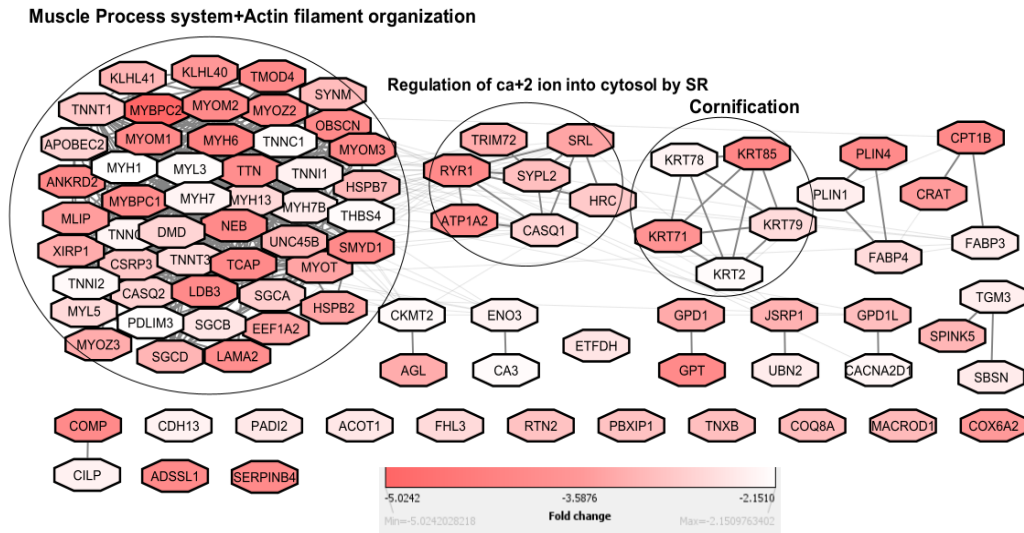 Muscle Process system+Actin filament organization
Regulation of ca+2 ion into cytosol by SR
Cornification
KLHL41 KLHL40 TMOD4 SYNM
TNNT1 MYBPC2 MYOM2 MYOZ2 OBSCN
APOBEC2 MYOM1 MYH6 TNNC1 MYOM3
MYH1 MYL3 TTN TNNI1
ANKRD2 MYBPC1 MYH7 MYH13 MYH7B HSPB7
MLIP TNNC DMD NEB THBS4
XIRP1 CSRP3 TNNT3 TCAP UNC45B SMYD1
TNNI2 CASQ2 LDB3 SGCA MYOT
MYL5 PDLIM3 SGCB EEF1A2 HSPB2
MYOZ3 SGCD LAMA2
TRIM72 SRL
RYR1 SYPL2 HRC
ATP1A2 CASQ1
KRT78 KRT85
KRT71 KRT79
KRT2
PLIN4 CPT1B
PLIN1 CRAT
FABP4 FABP3
CKMT2 ENO3 ETFDH GPD1 JSRP1 GPD1L TGM3
SPINK5
AGL CA3 GPT UBN2 CACNA2D1 SBSN
COMP CDH13 PADI2 ACOT1 FHL3 RTN2 PBXIP1 TNXB COQ8A MACROD1 COX6A2
CILP ADSSL1 SERPINB4
-5.0242 -3.5876 -2.1510
Min=-5.0242028218 Fold change Max=-2.1509763402